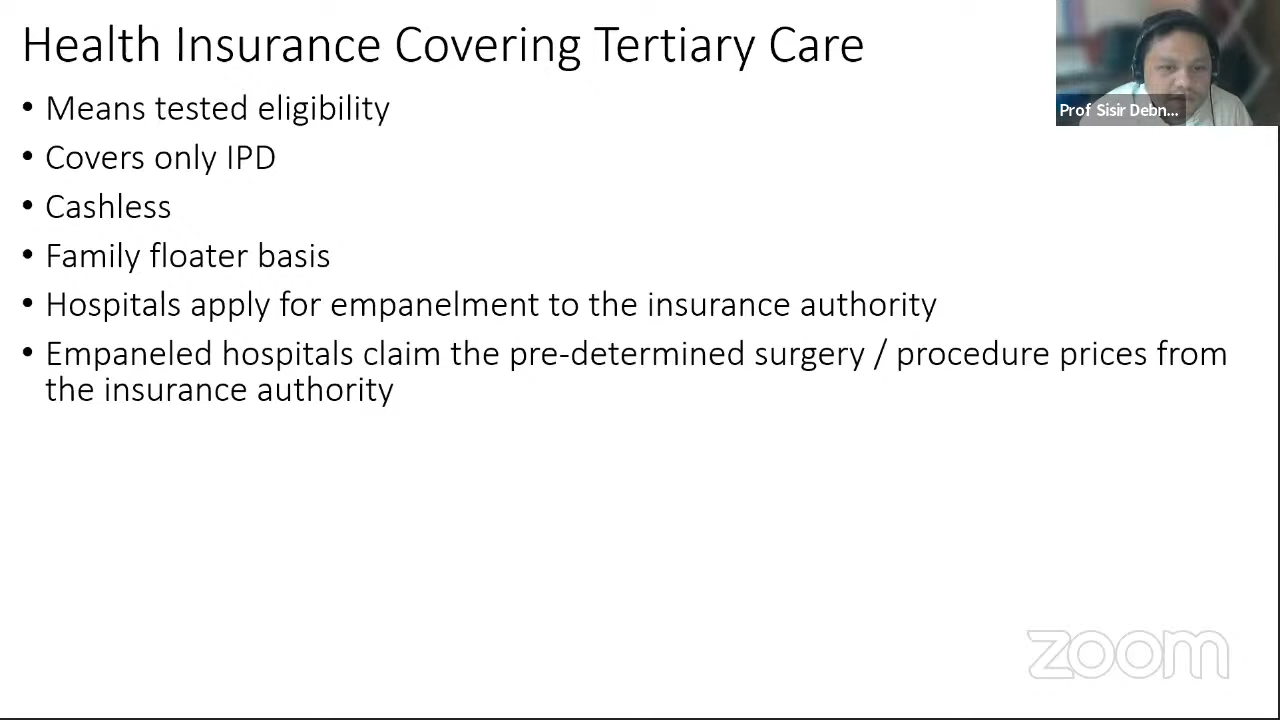 Health Insurance Covering Tertiary Care
Prof Sisir Debn...
• Means tested eligibility
• Covers only IPD
• Cashless
• Family floater basis
• Hospitals apply for empanelment to the insurance authority
• Empaneled hospitals claim the pre-determined surgery / procedure prices from
the insurance authority
zoom